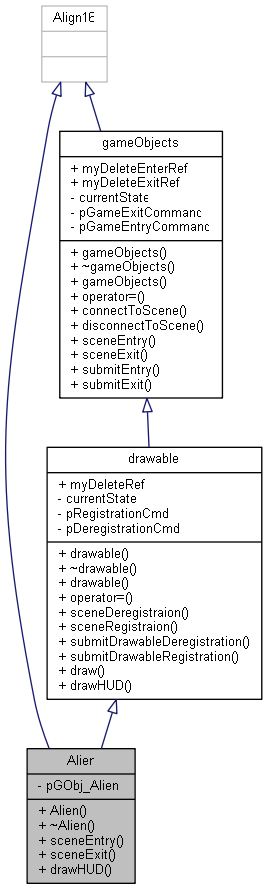 Align16
gameObjects
+ myDeleteEnterRef
+ myDeleteExitRef
- currentState
- pGameExitCommand
- pGameEntryCommand
+ gameObjects()
+ ~gameObjects()
+ gameObjects()
+ operator=()
+ connectToScene()
+ disconnectToScene()
+ sceneEntry()
+ sceneExit()
+ submitEntry()
+ submitExit()
drawable
+ myDeleteRef
- currentState
- pRegistrationCmd
- pDeregistrationCmd
+ drawable()
+ ~drawable()
+ drawable()
+ operator=()
+ sceneDeregistraion()
+ sceneRegistraion()
+ submitDrawableDeregistration()
+ submitDrawableRegistration()
+ draw()
+ drawHUD()
Alien
- pGObj_Alien
+ Alien()
+ ~Alien()
+ sceneEntry()
+ sceneExit()
+ drawHUD()